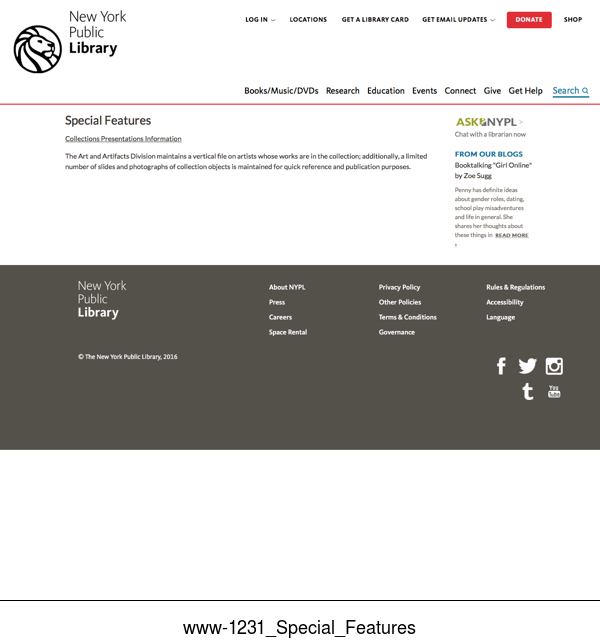 New York
Public
Library
LOG IN
LOCATIONS
GET A LIBRARY CARD
GET EMAIL UPDATES
DONATE
SHOP
Books/Music/DVDs Research Education Events Connect Give Get Help Search
Special Features
Collections Presentations Information
The Art and Artifacts Division maintains a vertical file on artists whose works are in the collection; additionally, a limited
number of slides and photographs of collection objects is maintained for quick reference and publication purposes.
ASK NYPL >
Chat with a librarian now
FROM OUR BLOGS
Booktalking "Girl Online"
by Zoe Sugg
Penny has definite ideas
about gender roles, dating,
school play misadventures
and life in general. She
shares her thoughts about
these things in READ MORE
New York
Public
Library
About NYPL
Press
Careers
Space Rental
Privacy Policy
Other Policies
Terms & Conditions
Governance
Rules & Regulations
Accessibility
Language
© The New York Public Library, 2016
You
Tube
www-1231_Special_Features